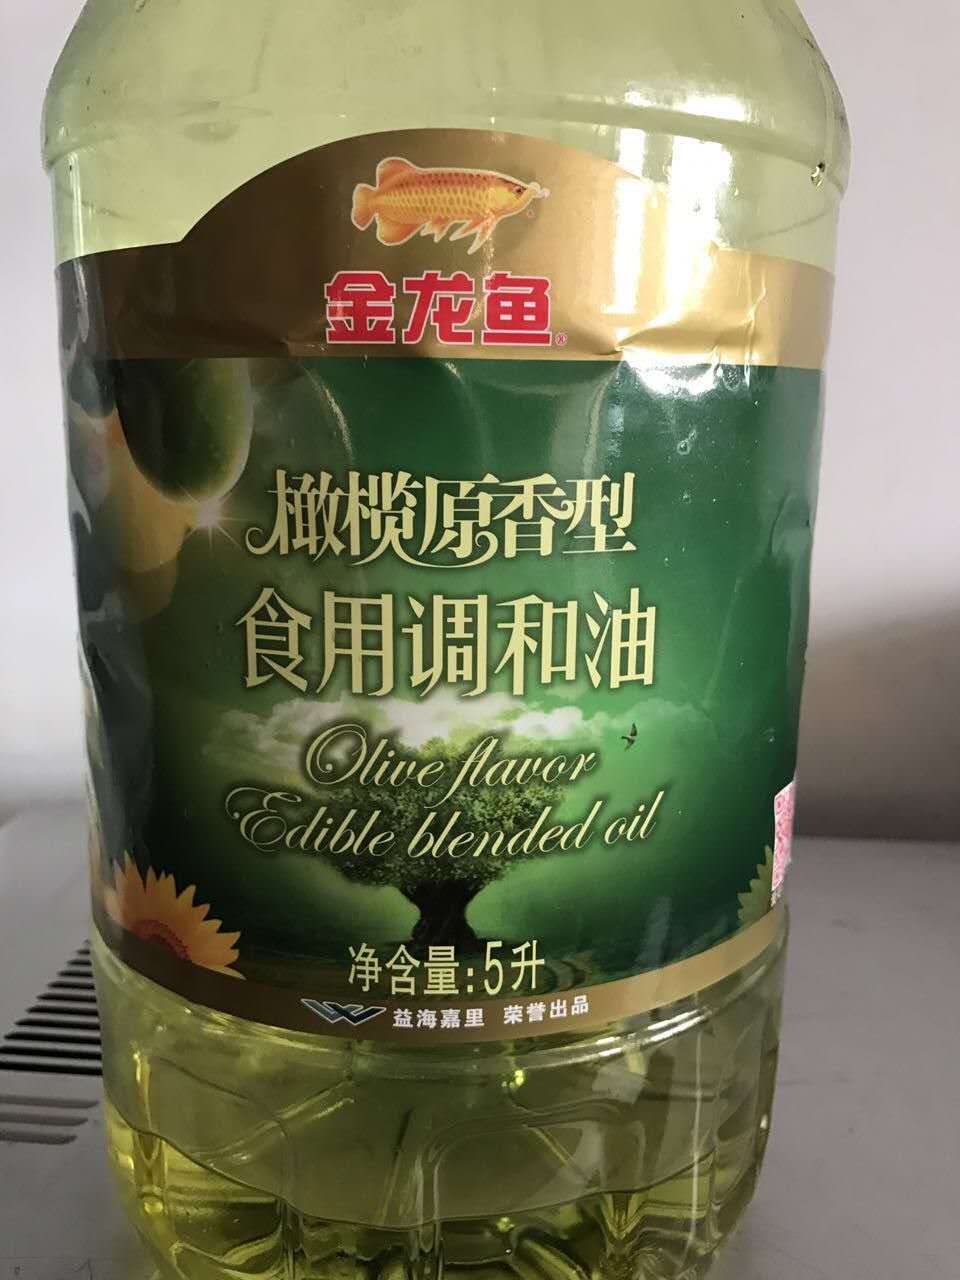 金龙鱼®
橄榄原香型
食用调和油
Olive flavor
Edible blended oil
净含量:5升
益海嘉里 荣誉出品